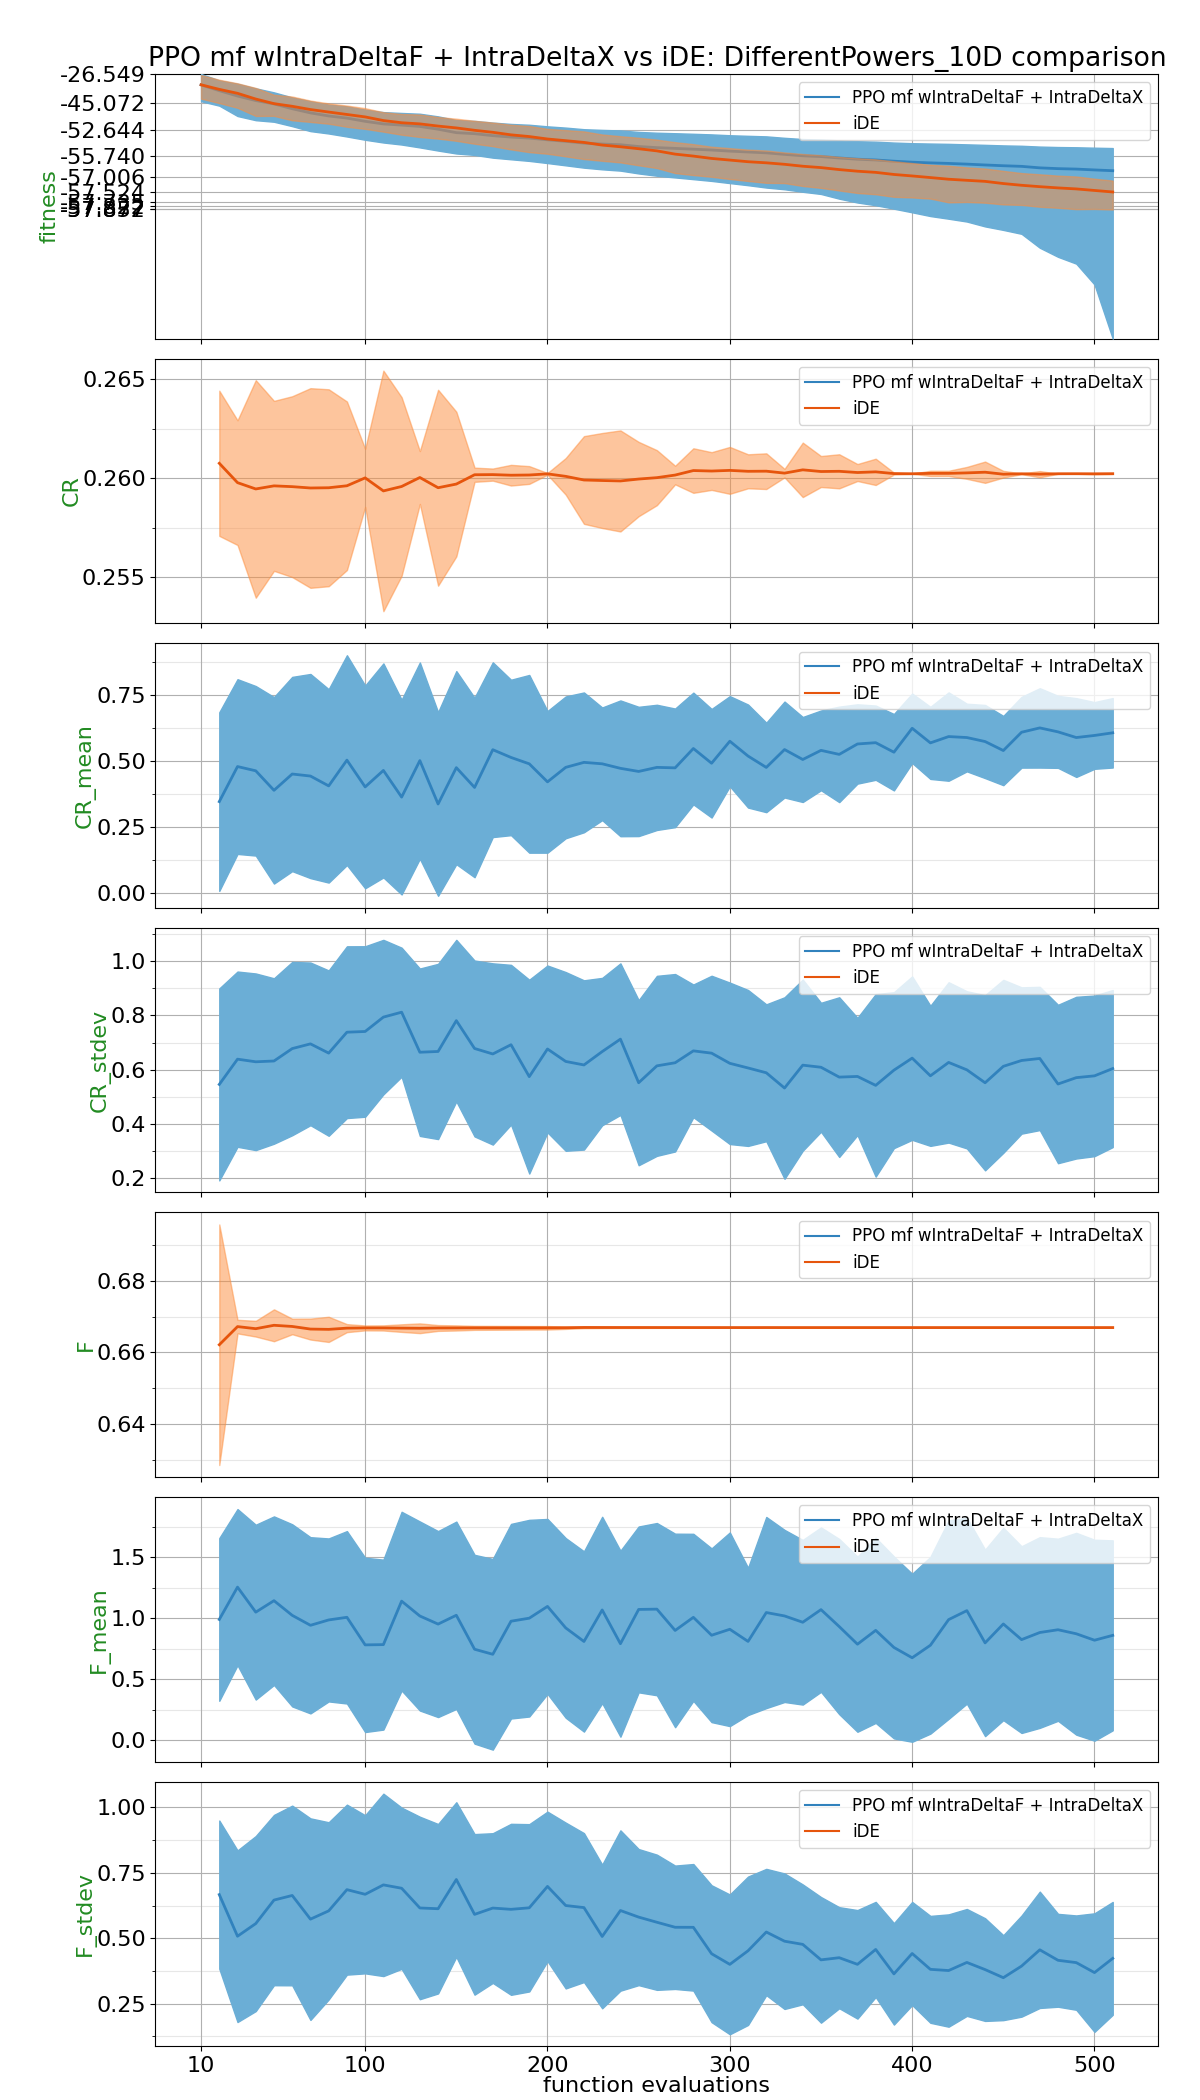 PPO mf wIntraDeltaF + IntraDeltaX vs iDE: DifferentPowers_10D comparison
-26.549
-45.072
-52.644
-55.740
-57.006
-57.524
fitness
PPO mf wIntraDeltaF + IntraDeltaX
iDE
0.265
0.260
0.255
CR
PPO mf wIntraDeltaF + IntraDeltaX
iDE
0.75
0.50
0.25
0.00
CR_mean
PPO mf wIntraDeltaF + IntraDeltaX
iDE
1.0
0.8
0.6
0.4
0.2
CR_stdev
PPO mf wIntraDeltaF + IntraDeltaX
iDE
0.68
0.66
0.64
F
PPO mf wIntraDeltaF + IntraDeltaX
iDE
1.5
1.0
0.5
0.0
F_mean
PPO mf wIntraDeltaF + IntraDeltaX
iDE
1.00
0.75
0.50
0.25
F_stdev
PPO mf wIntraDeltaF + IntraDeltaX
iDE
10 100 200 300 400 500
function evaluations